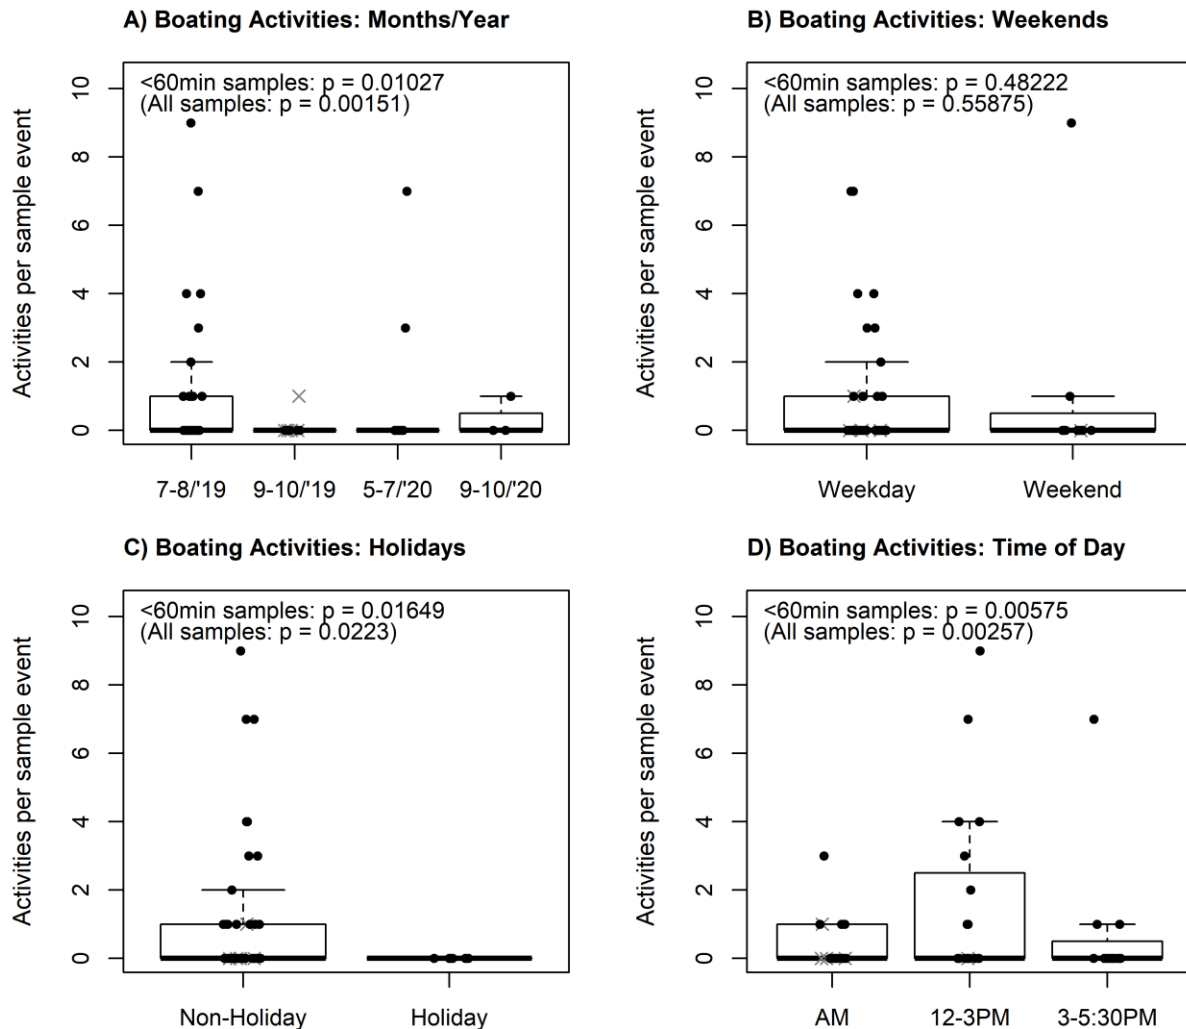 A) Boating Activities: Months/Year
<60min samples: p = 0.01027
(All samples: p = 0.00151)
Activities per sample event
10
8
6
4
2
0
7-8/'19 9-10/'19 5-7/'20 9-10/'20
B) Boating Activities: Weekends
<60min samples: p = 0.48222
(All samples: p = 0.55875)
Activities per sample event
10
8
6
4
2
0
Weekday Weekend
C) Boating Activities: Holidays
<60min samples: p = 0.01649
(All samples: p = 0.0223)
Activities per sample event
10
8
6
4
2
0
Non-Holiday Holiday
D) Boating Activities: Time of Day
<60min samples: p = 0.00575
(All samples: p = 0.00257)
Activities per sample event
10
8
6
4
2
0
AM 12-3PM 3-5:30PM